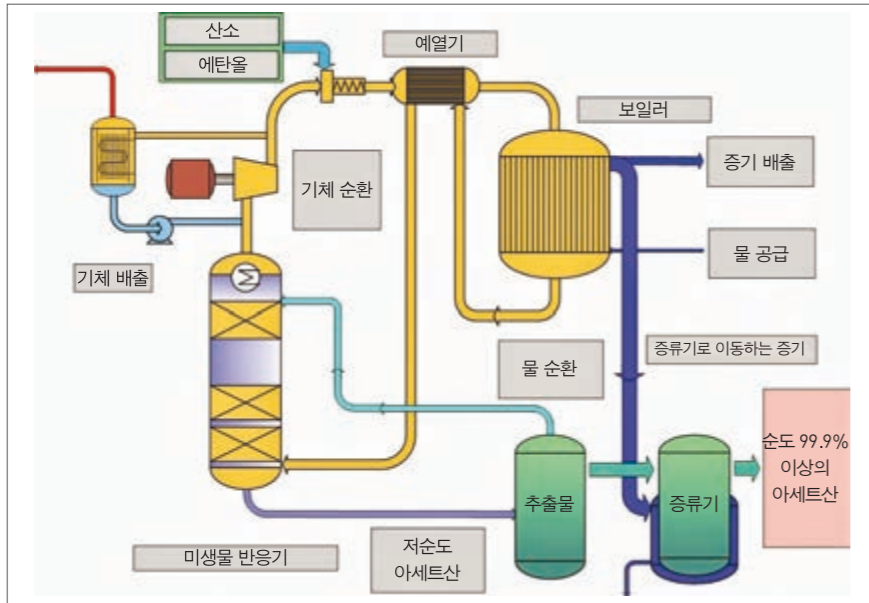 산소
에탄올
예열기
보일러
증기 배출
기체 순환
물 공급
기체 배출
물 순환
증류기로 이동하는 증기
순도 99.9%
이상의
아세트산
추출물
증류기
저순도
아세트산
미생물 반응기